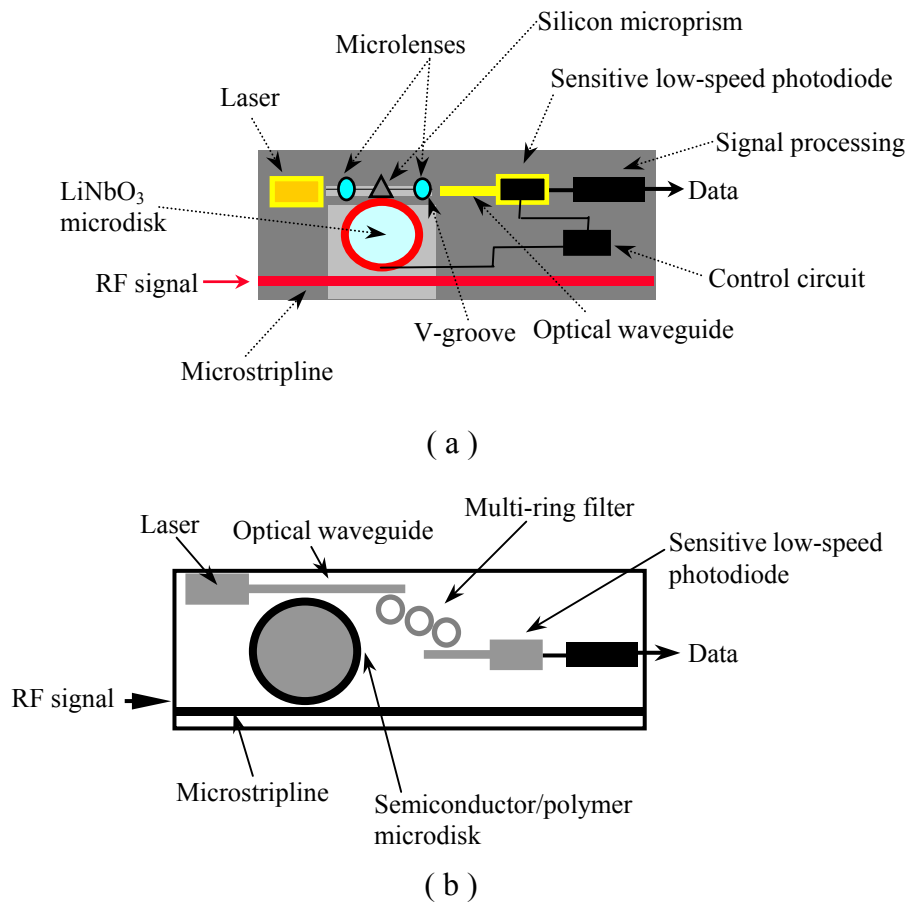 Silicon microprism
Microlenses
Sensitive low-speed photodiode
Laser
Signal processing
LiNbO3
microdisk
Data
RF signal
Control circuit
V-groove
Optical waveguide
Microstripline
( a )
Multi-ring filter
Laser
Optical waveguide
Sensitive low-speed
photodiode
Data
RF signal
Microstripline
Semiconductor/polymer
microdisk
( b )